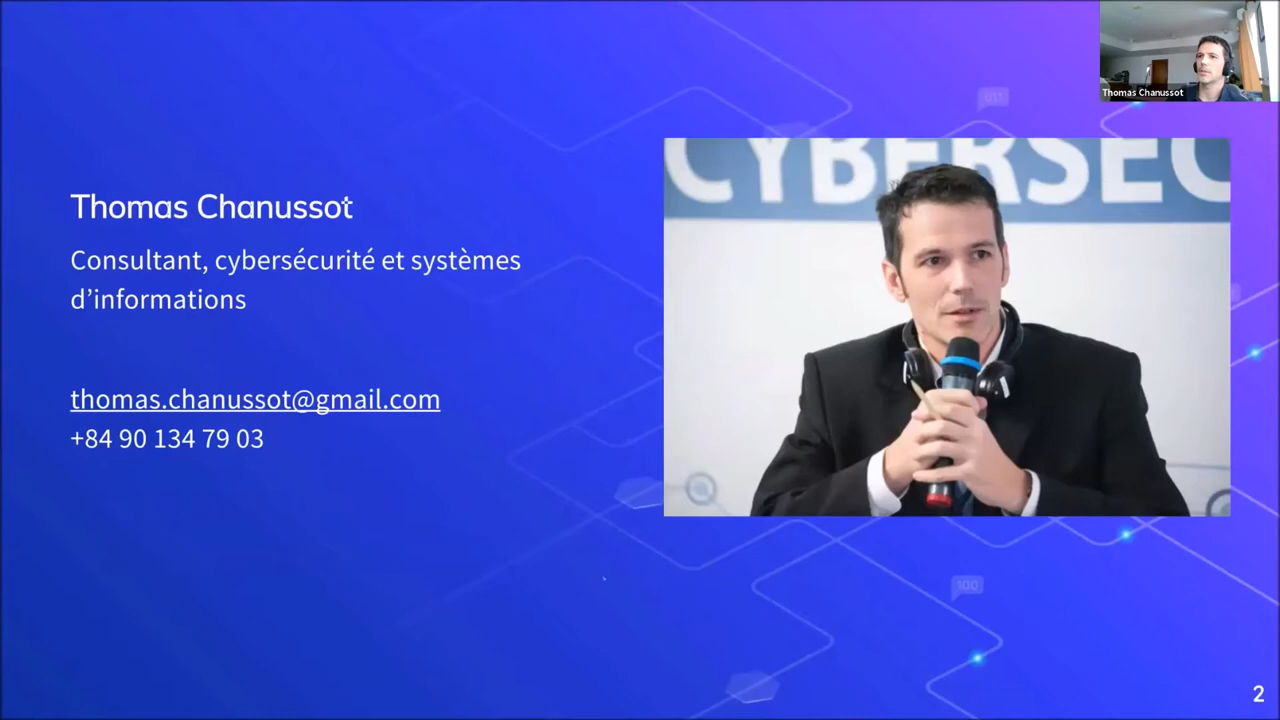 Thomas Chanussot
011
CYBERSEC
Thomas Chanussot
Consultant, cybersécurité et systèmes
d’informations
thomas.chanussot@gmail.com
+84 90 134 79 03
100
2